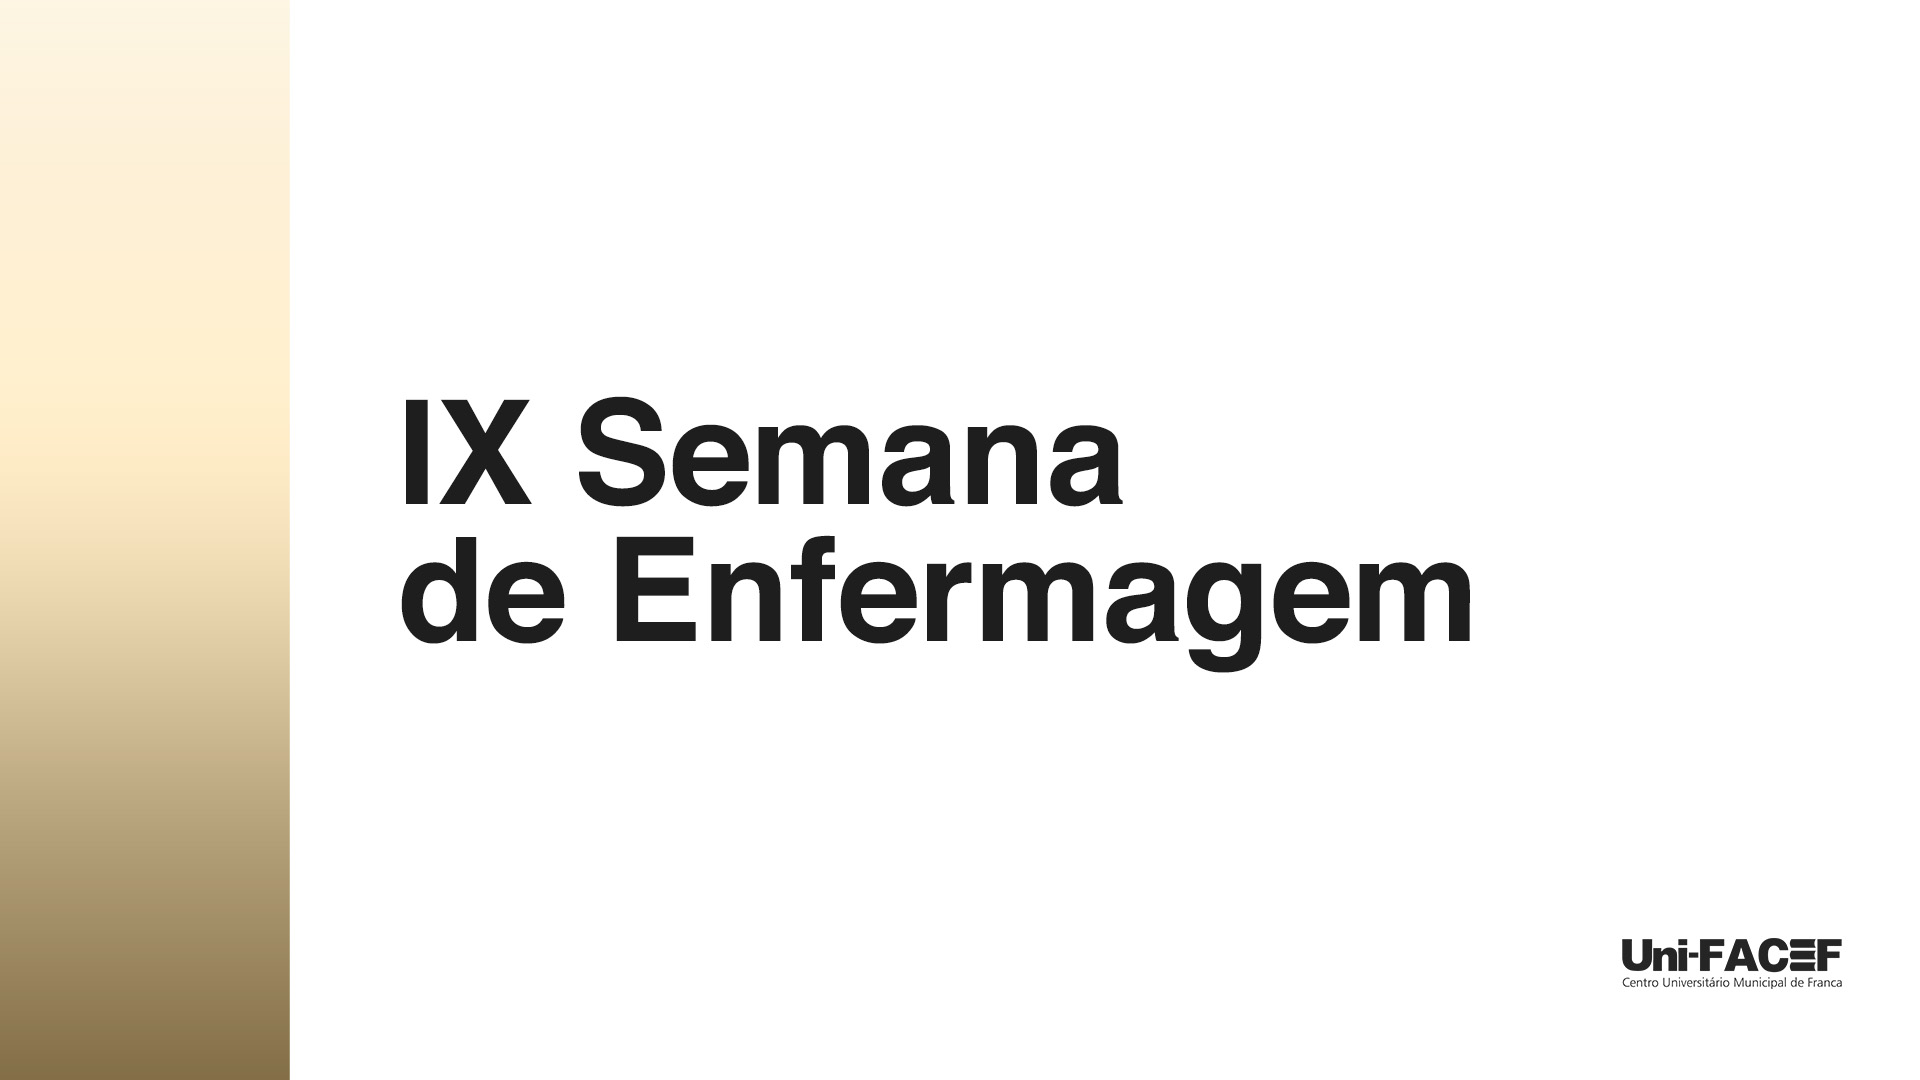 IX Semana
de Enfermagem
Uni-FACEF
Centro Universitário Municipal de Franca